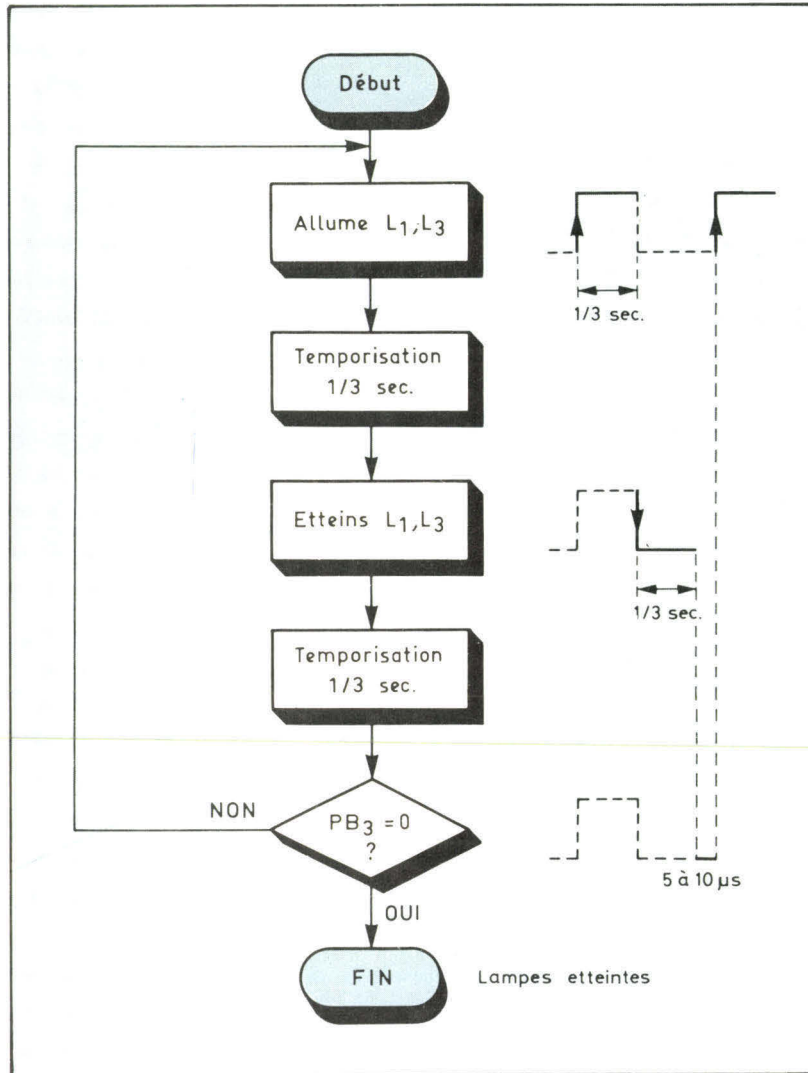 Début
Allume L₁,L₃
1/3 sec.
Temporisation
1/3 sec.
Etteins L₁,L₃
1/3 sec.
Temporisation
1/3 sec.
NON
PB₃ = 0
?
5 à 10 µs
OUI
FIN
Lampes etteintes